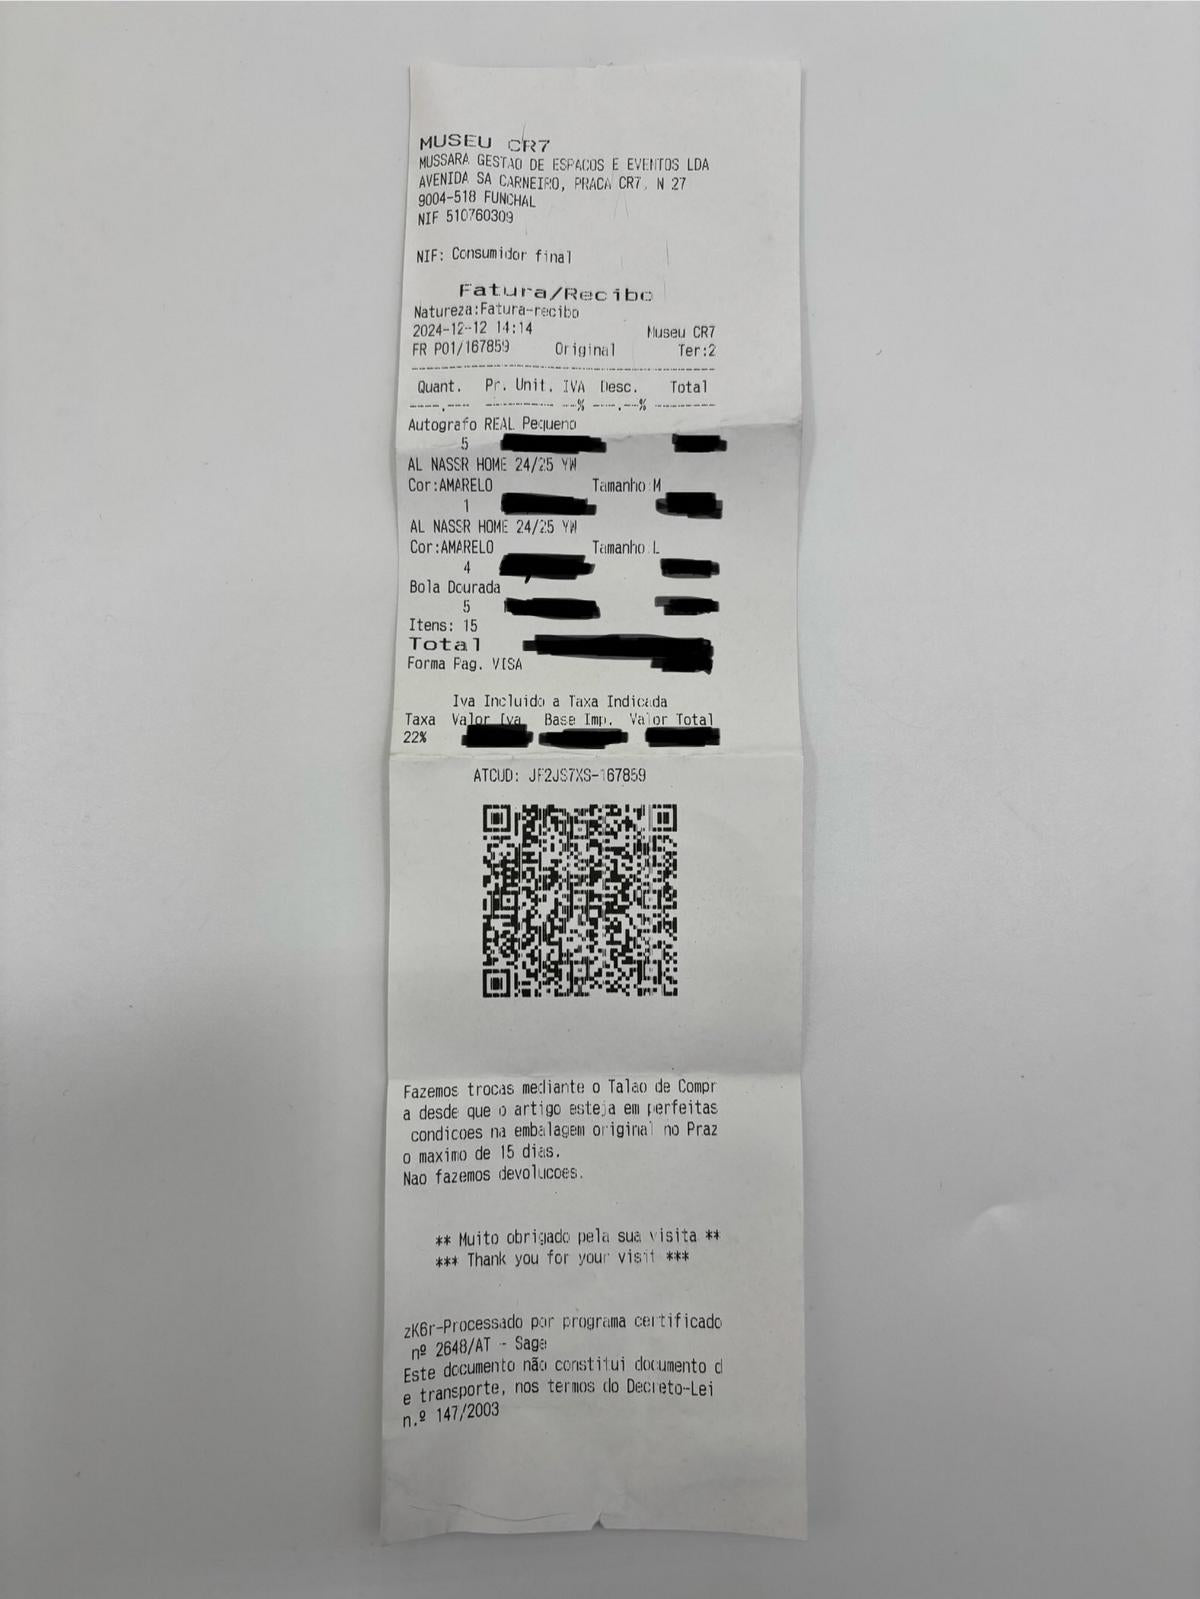 MUSEU CR7
MUSSARA GESTAO DE ESPACOS E EVENTOS LDA
AVENIDA SA CARNEIRO, PRACA CR7, N 27
9004-518 FUNCHAL
NIF 510760309
NIF: Consumidor final
Fatura/Recibo
Natureza:Fatura-recibo
2024-12-12 14:14 Museu CR7
FR P01/167859 Original Ter:2
Quant. Pr. Unit. IVA Desc. Total
----.--- ----------- --% ---.--% ----------
Autografo REAL Pequeno
5
AL NASSR HOME 24/25 YW
Cor:AMARELO Tamanho:M
1
AL NASSR HOME 24/25 YW
Cor:AMARELO Tamanho:L
4
Bola Dourada
5
Itens: 15
Total
Forma Pag. VISA
Iva Incluido a Taxa Indicada
Taxa Valor Iva Base Imp. Valor Total
22%
ATCUD: JF2JS7XS-167859
Fazemos trocas mediante o Talao de Compr
a desde que o artigo esteja em perfeitas
condicoes na embalagem original no Praz
o maximo de 15 dias.
Nao fazemos devolucoes.
** Muito obrigado pela sua visita **
*** Thank you for your visit ***
zK6r-Processado por programa certificado
nº 2648/AT - Sage
Este documento não constitui documento d
e transporte, nos termos do Decreto-Lei
n.º 147/2003